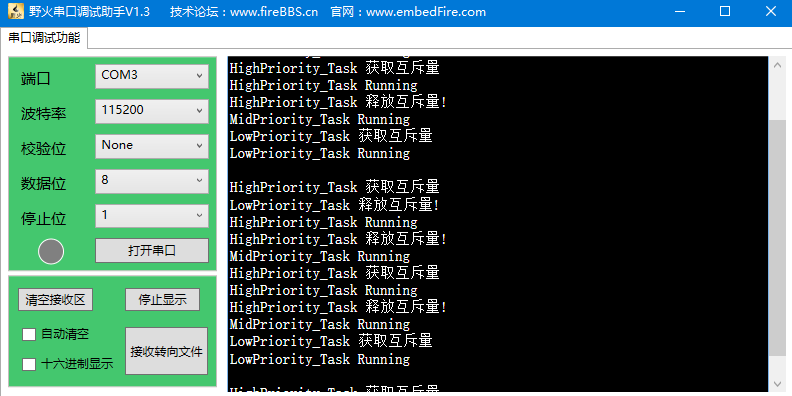 野火串口调试助手V1.3 技术论坛：www.fireBBS.cn 官网：www.embedFire.com
串口调试功能
端口 COM3
波特率 115200
校验位 None
数据位 8
停止位 1
打开串口
清空接收区 停止显示
自动清空
十六进制显示
接收转向文件
HighPriority_Task 获取互斥量
HighPriority_Task Running
HighPriority_Task 释放互斥量!
MidPriority_Task Running
LowPriority_Task 获取互斥量
LowPriority_Task Running
HighPriority_Task 获取互斥量
LowPriority_Task 释放互斥量!
HighPriority_Task Running
HighPriority_Task 释放互斥量!
MidPriority_Task Running
HighPriority_Task 获取互斥量
HighPriority_Task Running
HighPriority_Task 释放互斥量!
MidPriority_Task Running
LowPriority_Task 获取互斥量
LowPriority_Task Running
HighPriority_Task 获取互斥量